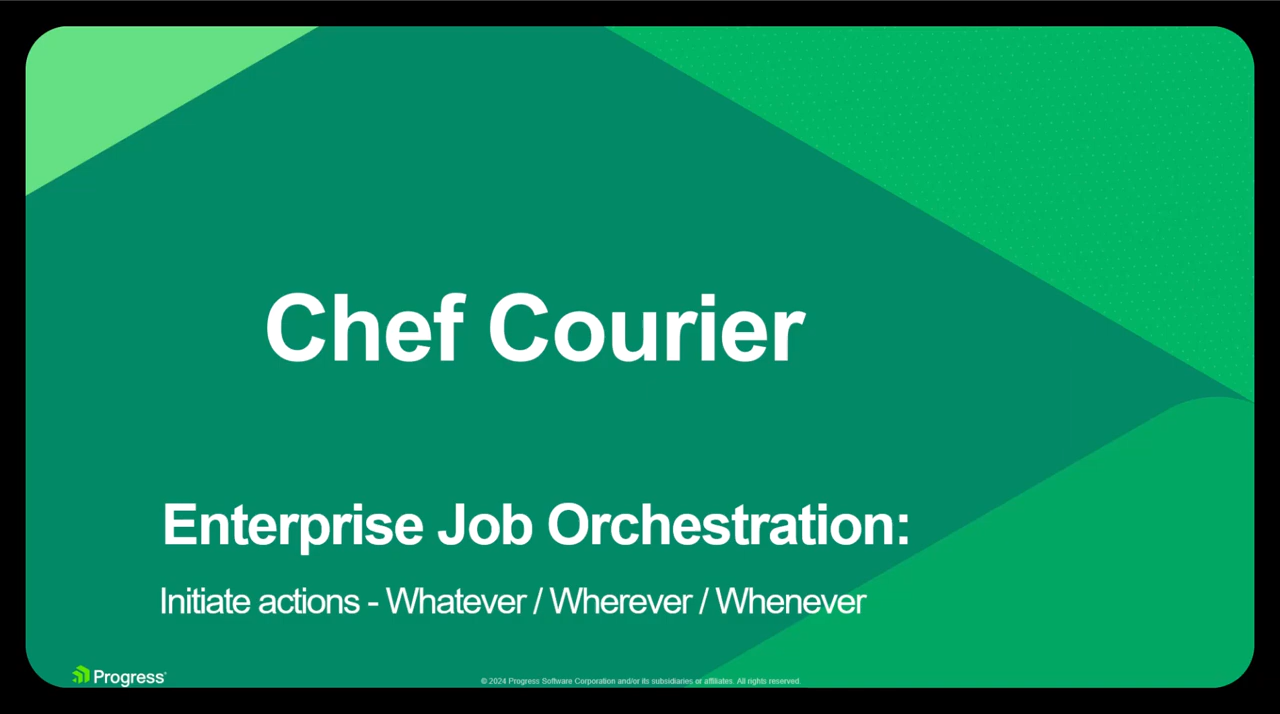 Chef Courier
Enterprise Job Orchestration:
Initiate actions - Whatever / Wherever / Whenever
Progress
© 2024 Progress Software Corporation and/or its subsidiaries or affiliates. All rights reserved.